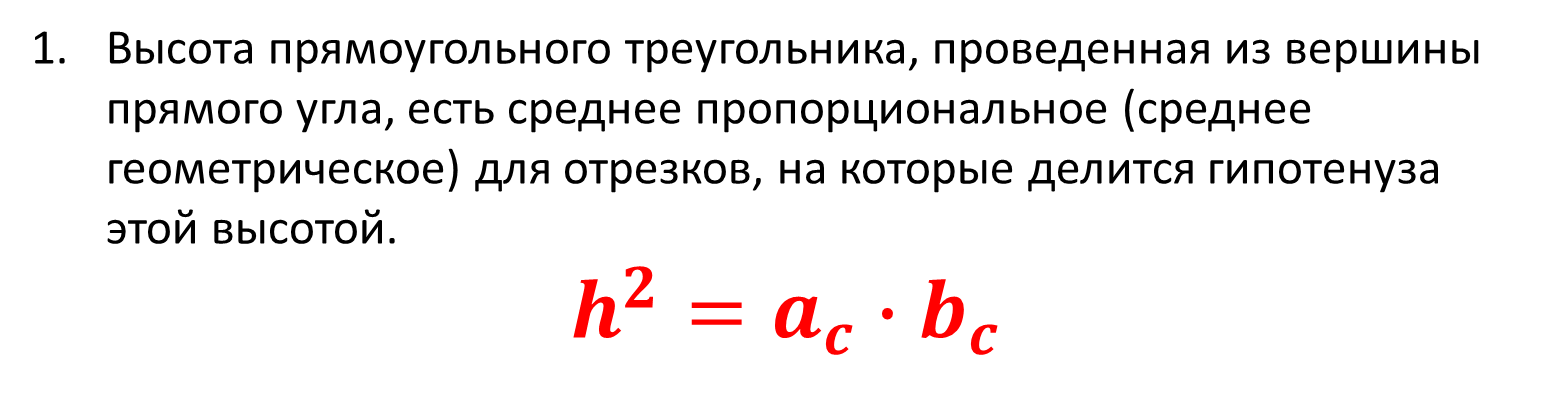 1. Высота прямоугольного треугольника, проведенная из вершины
прямого угла, есть среднее пропорциональное (среднее
геометрическое) для отрезков, на которые делится гипотенуза
этой высотой.
h² = a_c · b_c